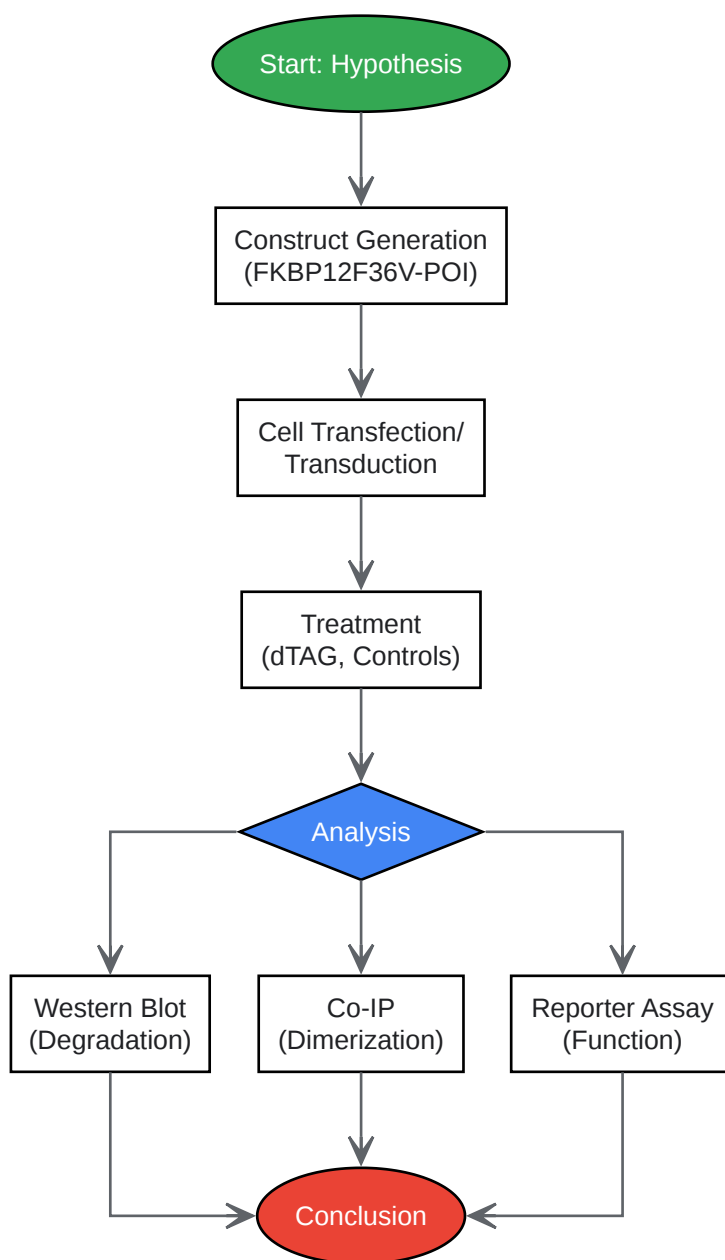 Start: Hypothesis
Construct Generation
(FKBP12F36V-POI)
Cell Transfection/
Transduction
Treatment
(dTAG, Controls)
Analysis
Western Blot
(Degradation)
Co-IP
(Dimerization)
Reporter Assay
(Function)
Conclusion